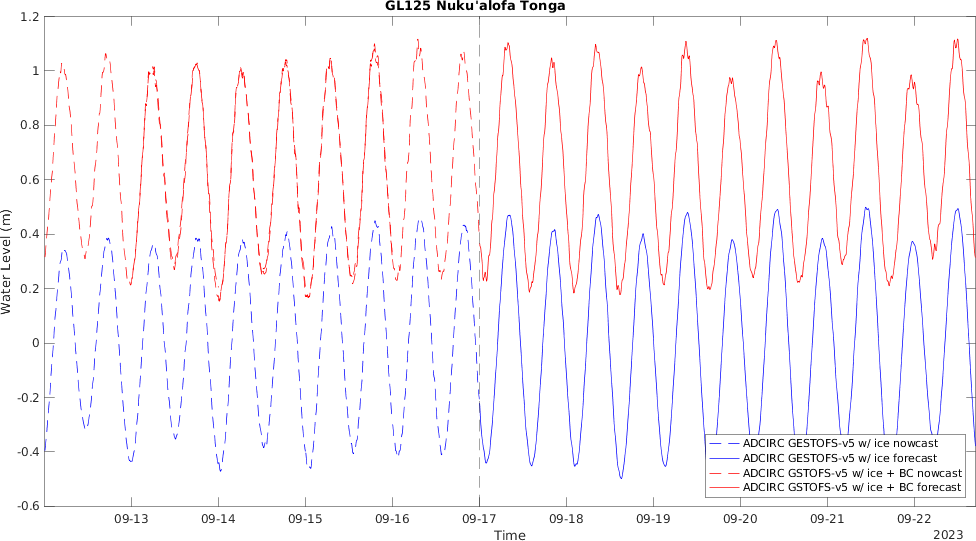 GL125 Nuku'alofa Tonga
1.2
1
0.8
0.6
0.4
0.2
0
-0.2
-0.4
-0.6
Water Level (m)
ADCIRC GESTOFS-v5 w/ ice nowcast
ADCIRC GESTOFS-v5 w/ ice forecast
ADCIRC GSTOFS-v5 w/ ice + BC nowcast
ADCIRC GSTOFS-v5 w/ ice + BC forecast
09-13 09-14 09-15 09-16 09-17 09-18 09-19 09-20 09-21 09-22
Time
2023